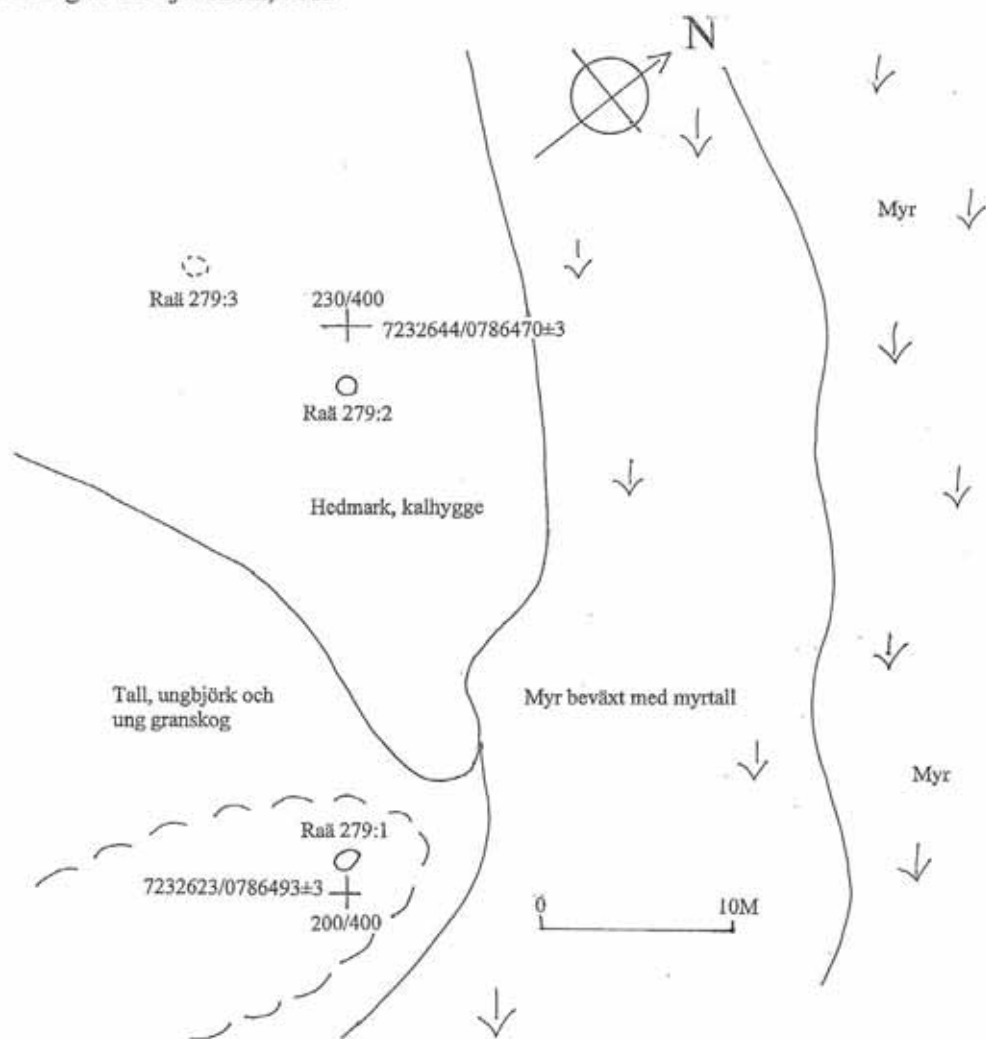 N
Myr
Raä 279:3
230/400
7232644/0786470±3
Raä 279:2
Hedmark, kalhygge
Tall, ungbjörk och
ung granskog
Myr beväxt med myrtall
Myr
Raä 279:1
7232623/0786493±3
200/400
0 10M